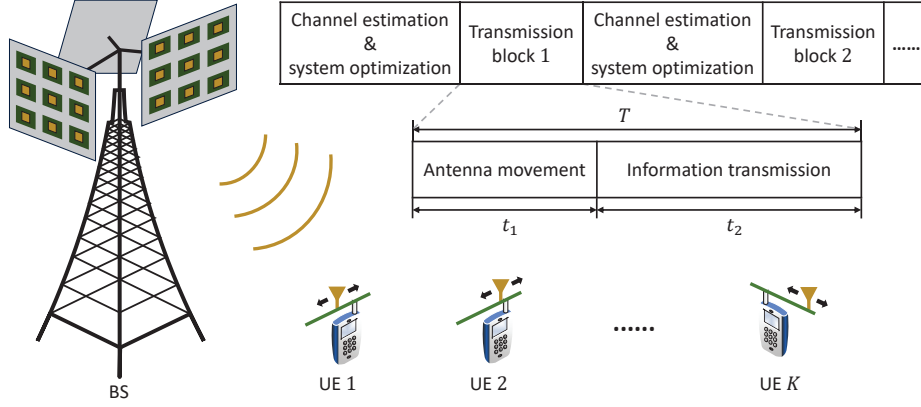 Channel estimation
&
system optimization
Transmission
block 1
Channel estimation
&
system optimization
Transmission
block 2
......
T
Antenna movement
Information transmission
t₁
t₂
......
UE 1
UE 2
UE K
BS